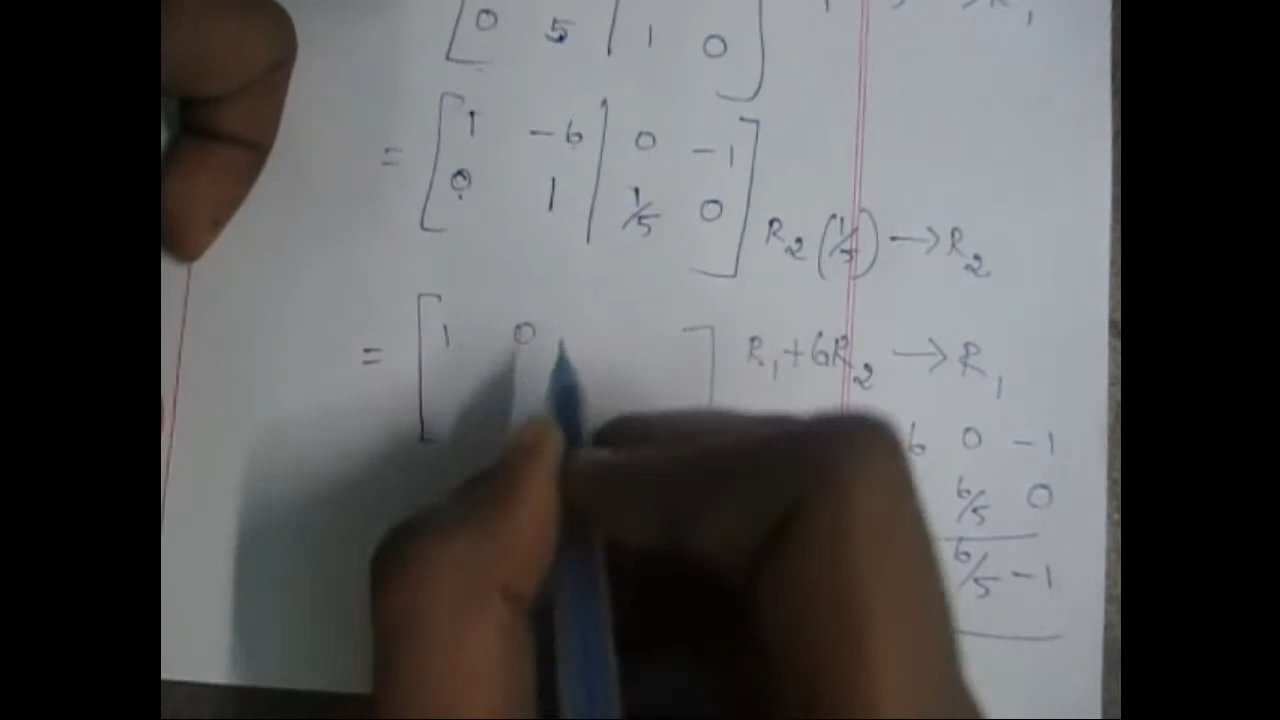 0 5 | 1 0
= [ 1 -6 | 0 -1 ]
0 1 | 1/5 0 ] R2 (1/5) → R2
= [ 1 0 ] R1 + 6R2 → R1
6 0 -1
6/5 0
6/5 -1